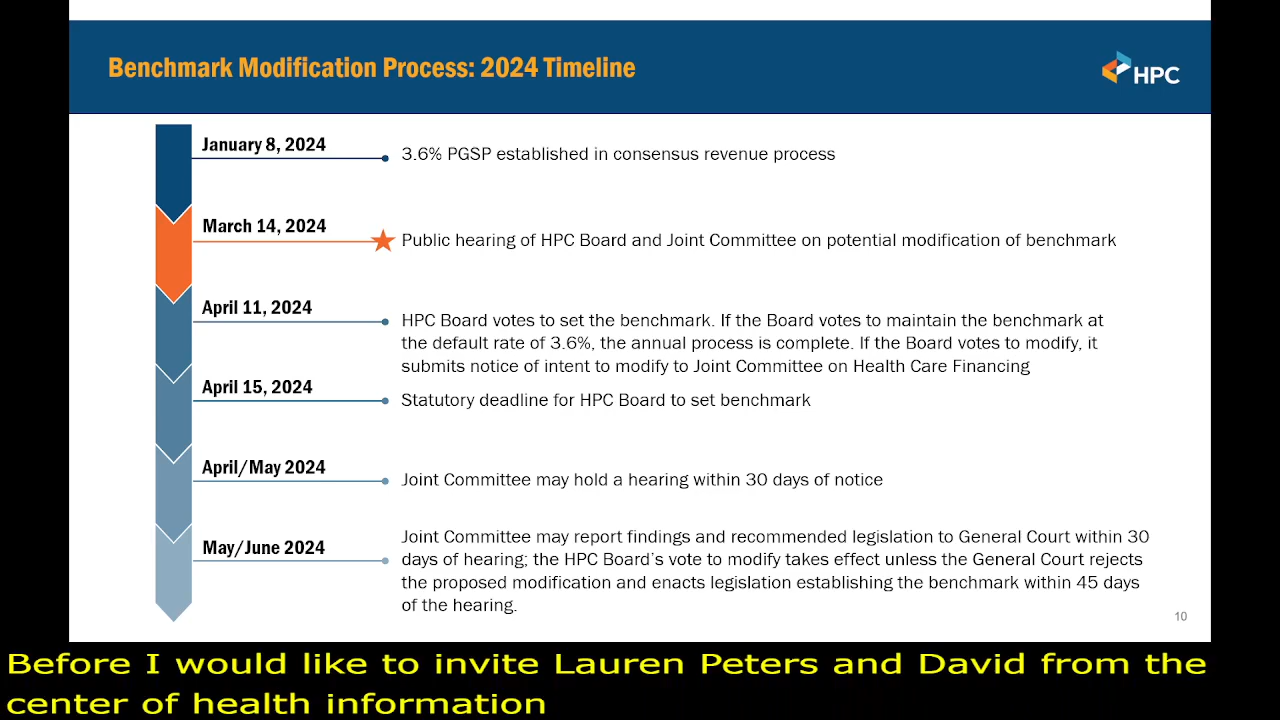 Benchmark Modification Process: 2024 Timeline
HPC
January 8, 2024
3.6% PGSP established in consensus revenue process
March 14, 2024
Public hearing of HPC Board and Joint Committee on potential modification of benchmark
April 11, 2024
HPC Board votes to set the benchmark. If the Board votes to maintain the benchmark at
the default rate of 3.6%, the annual process is complete. If the Board votes to modify, it
submits notice of intent to modify to Joint Committee on Health Care Financing
April 15, 2024
Statutory deadline for HPC Board to set benchmark
April/May 2024
Joint Committee may hold a hearing within 30 days of notice
May/June 2024
Joint Committee may report findings and recommended legislation to General Court within 30
days of hearing; the HPC Board's vote to modify takes effect unless the General Court rejects
the proposed modification and enacts legislation establishing the benchmark within 45 days
of the hearing.
10
Before I would like to invite Lauren Peters and David from the
center of health information